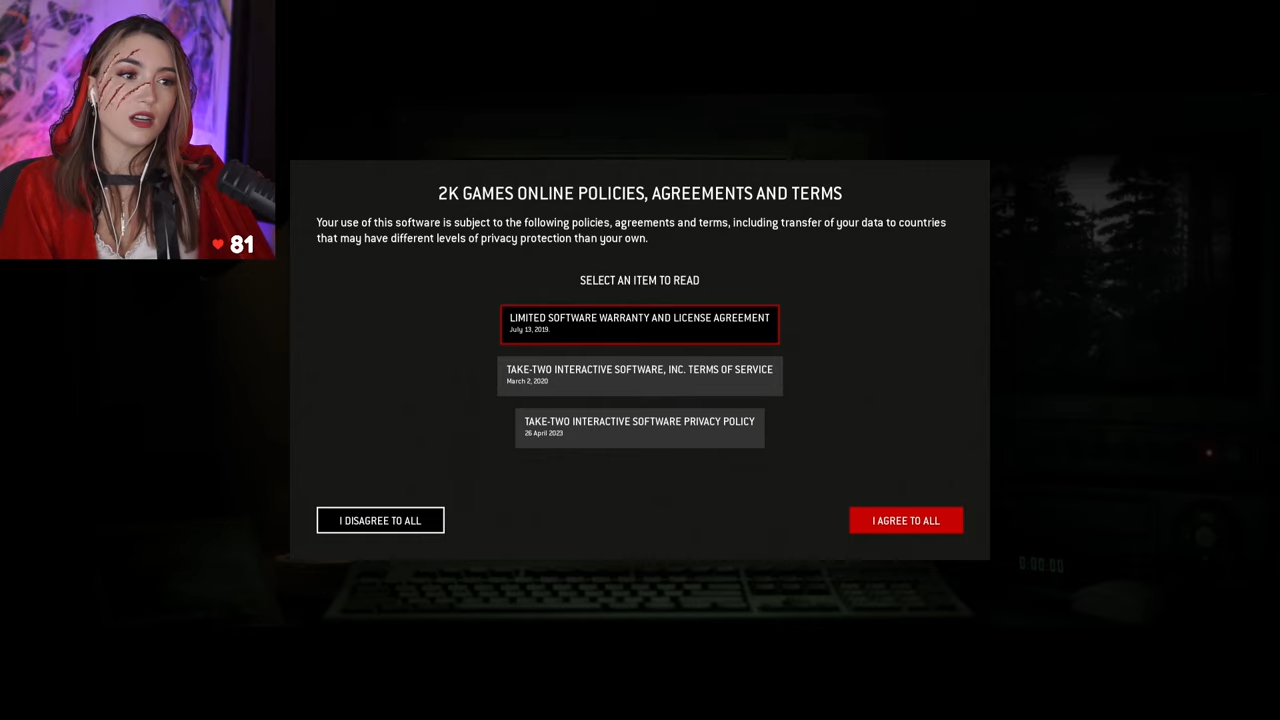 81
2K GAMES ONLINE POLICIES, AGREEMENTS AND TERMS
Your use of this software is subject to the following policies, agreements and terms, including transfer of your data to countries
that may have different levels of privacy protection than your own.
SELECT AN ITEM TO READ
LIMITED SOFTWARE WARRANTY AND LICENSE AGREEMENT
July 13, 2019.
TAKE-TWO INTERACTIVE SOFTWARE, INC. TERMS OF SERVICE
March 2, 2020
TAKE-TWO INTERACTIVE SOFTWARE PRIVACY POLICY
26 April 2023
I DISAGREE TO ALL
I AGREE TO ALL
0:00:00